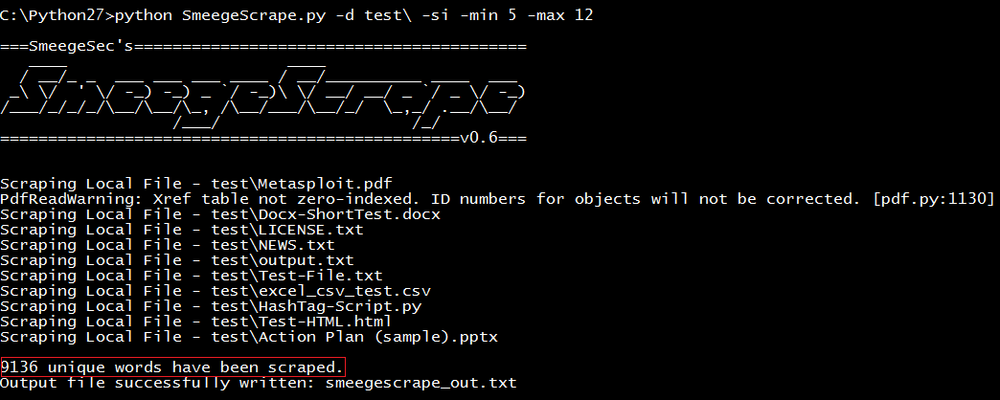 C:\Python27>python SmeegeScrape.py -d test\ -si -min 5 -max 12
===SmeegeSec's=========================================
SmeegeScrape
================================================v0.6===
Scraping Local File - test\Metasploit.pdf
PdfReadWarning: Xref table not zero-indexed. ID numbers for objects will not be corrected. [pdf.py:1130]
Scraping Local File - test\Docx-ShortTest.docx
Scraping Local File - test\LICENSE.txt
Scraping Local File - test\NEWS.txt
Scraping Local File - test\output.txt
Scraping Local File - test\Test-File.txt
Scraping Local File - test\excel_csv_test.csv
Scraping Local File - test\HashTag-Script.py
Scraping Local File - test\Test-HTML.html
Scraping Local File - test\Action Plan (sample).pptx
9136 unique words have been scraped.
Output file successfully written: smeegescrape_out.txt